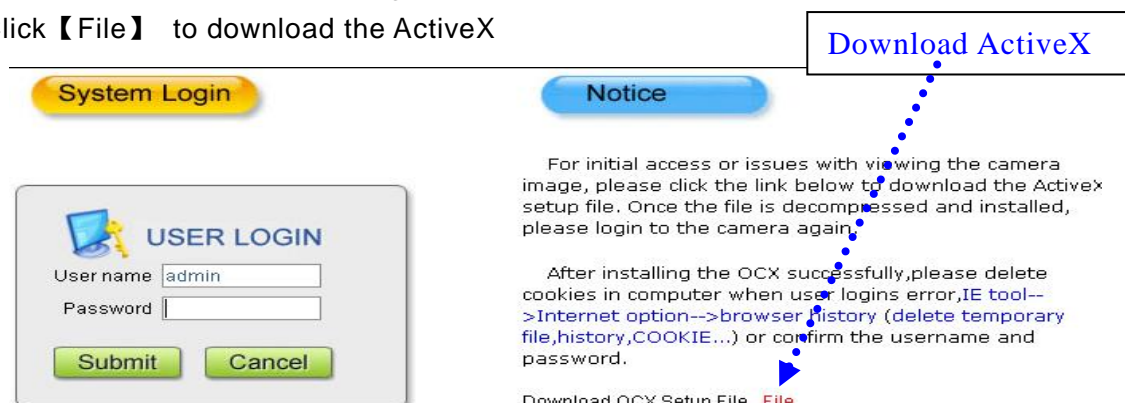 click【File】 to download the ActiveX
Download ActiveX
System Login
USER LOGIN
User name admin
Password
Submit Cancel
Notice
For initial access or issues with viewing the camera
image, please click the link below to download the ActiveX
setup file. Once the file is decompressed and installed,
please login to the camera again.
After installing the OCX successfully,please delete
cookies in computer when user logins error,IE tool--
>Internet option-->browser history (delete temporary
file,history,COOKIE...) or confirm the username and
password.
Download OCX Setup File File